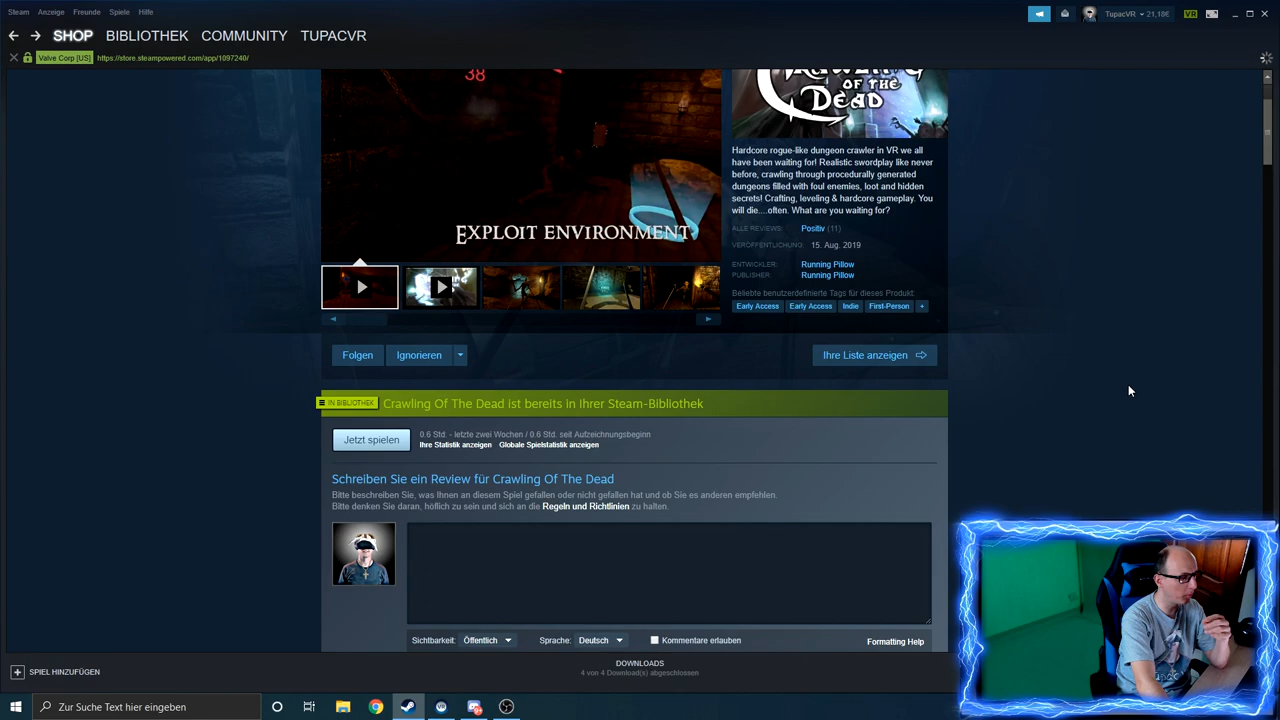 Steam Anzeige Freunde Spiele Hilfe
TupacVR 21,18€ VR
SHOP BIBLIOTHEK COMMUNITY TUPACVR
Valve Corp [US] https://store.steampowered.com/app/1097240/
38
EXPLOIT ENVIRONMENT
CRAWLING
OF THE
DEAD
Hardcore rogue-like dungeon crawler in VR we all
have been waiting for! Realistic swordplay like never
before, crawling through procedurally generated
dungeons filled with foul enemies, loot and hidden
secrets! Crafting, leveling & hardcore gameplay. You
will die....often. What are you waiting for?
ALLE REVIEWS: Positiv (11)
VERÖFFENTLICHUNG: 15. Aug. 2019
ENTWICKLER: Running Pillow
PUBLISHER: Running Pillow
Beliebte benutzerdefinierte Tags für dieses Produkt:
Early Access Early Access Indie First-Person +
Folgen Ignorieren Ihre Liste anzeigen
IN BIBLIOTHEK Crawling Of The Dead ist bereits in Ihrer Steam-Bibliothek
Jetzt spielen
0.6 Std. - letzte zwei Wochen / 0.6 Std. seit Aufzeichnungsbeginn
Ihre Statistik anzeigen Globale Spielstatistik anzeigen
Schreiben Sie ein Review für Crawling Of The Dead
Bitte beschreiben Sie, was Ihnen an diesem Spiel gefallen oder nicht gefallen hat und ob Sie es anderen empfehlen.
Bitte denken Sie daran, höflich zu sein und sich an die Regeln und Richtlinien zu halten.
Sichtbarkeit: Öffentlich Sprache: Deutsch Kommentare erlauben Formatting Help
+ SPIEL HINZUFÜGEN
DOWNLOADS
4 von 4 Download(s) abgeschlossen
Zur Suche Text hier eingeben